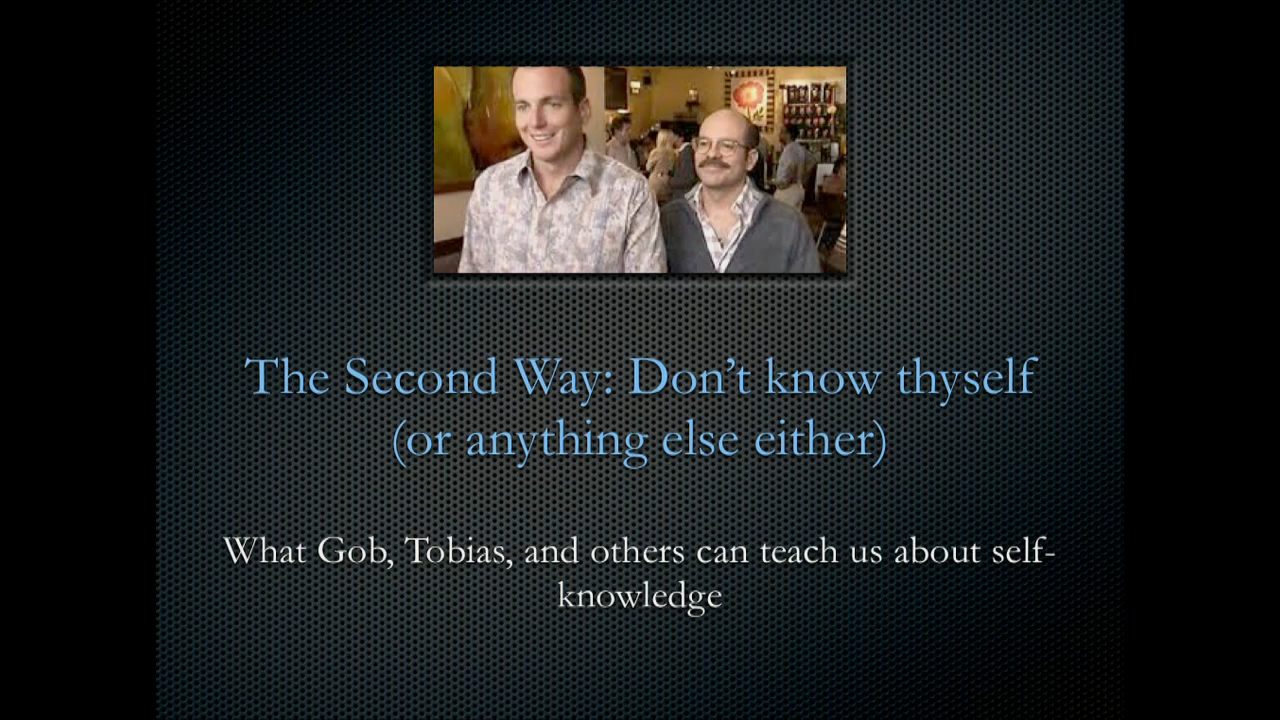 The Second Way: Don't know thyself
(or anything else either)
What Gob, Tobias, and others can teach us about self-
knowledge